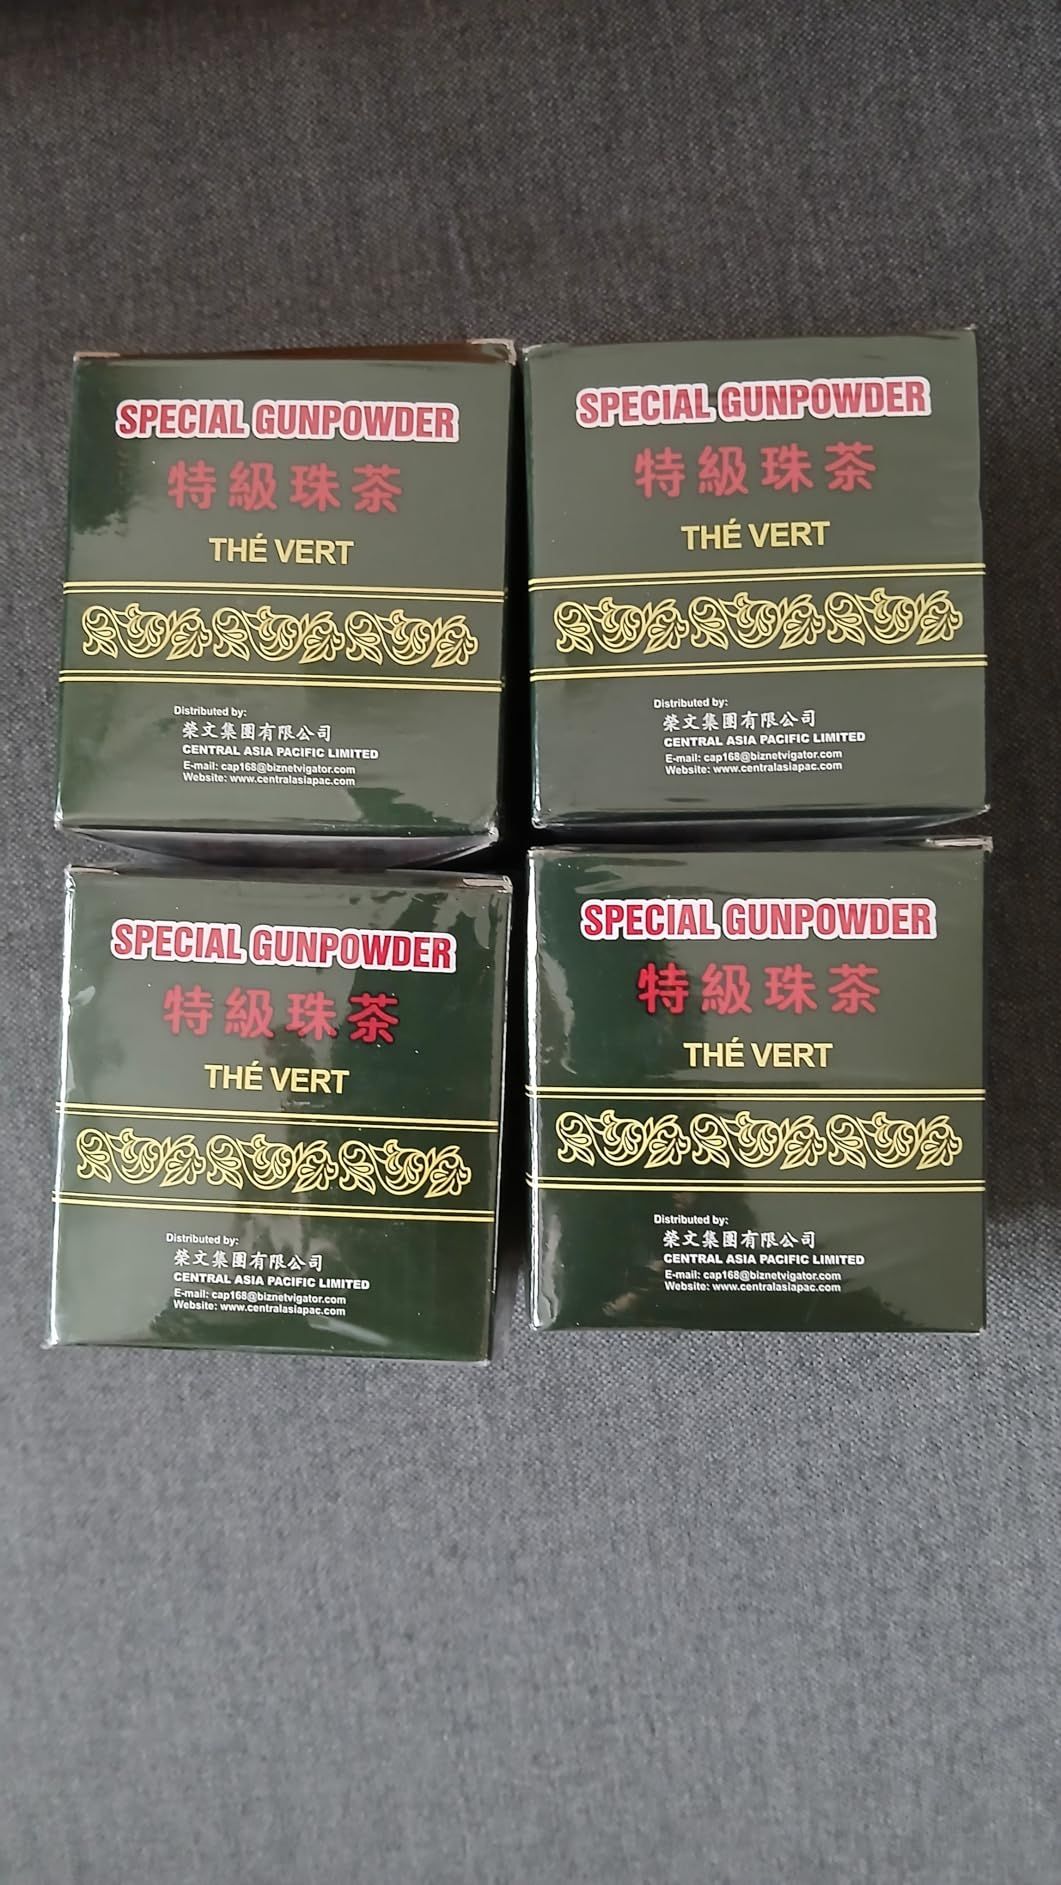 SPECIAL GUNPOWDER
特級珠茶
THÉ VERT
Distributed by:
榮文集團有限公司
CENTRAL ASIA PACIFIC LIMITED
E-mail: cap168@biznetvigator.com
Website: www.centralasiapac.com
SPECIAL GUNPOWDER
特級珠茶
THÉ VERT
Distributed by:
榮文集團有限公司
CENTRAL ASIA PACIFIC LIMITED
E-mail: cap168@biznetvigator.com
Website: www.centralasiapac.com
SPECIAL GUNPOWDER
特級珠茶
THÉ VERT
Distributed by:
榮文集團有限公司
CENTRAL ASIA PACIFIC LIMITED
E-mail: cap168@biznetvigator.com
Website: www.centralasiapac.com
SPECIAL GUNPOWDER
特級珠茶
THÉ VERT
Distributed by:
榮文集團有限公司
CENTRAL ASIA PACIFIC LIMITED
E-mail: cap168@biznetvigator.com
Website: www.centralasiapac.com